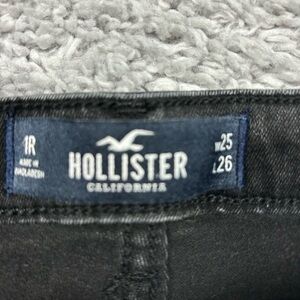 1R
MADE IN
BANGLADESH
HOLLISTER
CALIFORNIA
W25
L26